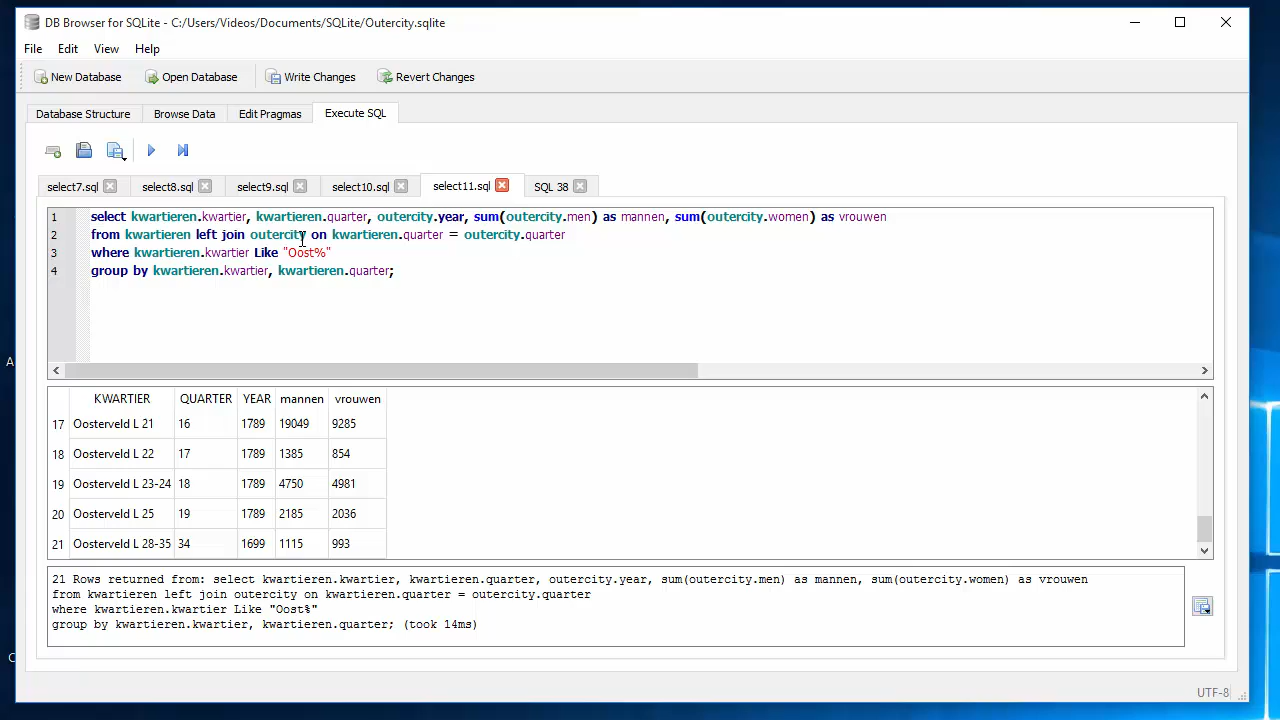 DB Browser for SQLite - C:/Users/Videos/Documents/SQLite/Outercity.sqlite
File Edit View Help
New Database Open Database Write Changes Revert Changes
Database Structure Browse Data Edit Pragmas Execute SQL
select7.sql select8.sql select9.sql select10.sql select11.sql SQL 38
1 select kwartieren.kwartier, kwartieren.quarter, outercity.year, sum(outercity.men) as mannen, sum(outercity.women) as vrouwen
2 from kwartieren left join outercity on kwartieren.quarter = outercity.quarter
3 where kwartieren.kwartier Like "Oost%"
4 group by kwartieren.kwartier, kwartieren.quarter;
KWARTIER QUARTER YEAR mannen vrouwen
17 Oosterveld L 21 16 1789 19049 9285
18 Oosterveld L 22 17 1789 1385 854
19 Oosterveld L 23-24 18 1789 4750 4981
20 Oosterveld L 25 19 1789 2185 2036
21 Oosterveld L 28-35 34 1699 1115 993
21 Rows returned from: select kwartieren.kwartier, kwartieren.quarter, outercity.year, sum(outercity.men) as mannen, sum(outercity.women) as vrouwen
from kwartieren left join outercity on kwartieren.quarter = outercity.quarter
where kwartieren.kwartier Like "Oost%"
group by kwartieren.kwartier, kwartieren.quarter; (took 14ms)
UTF-8